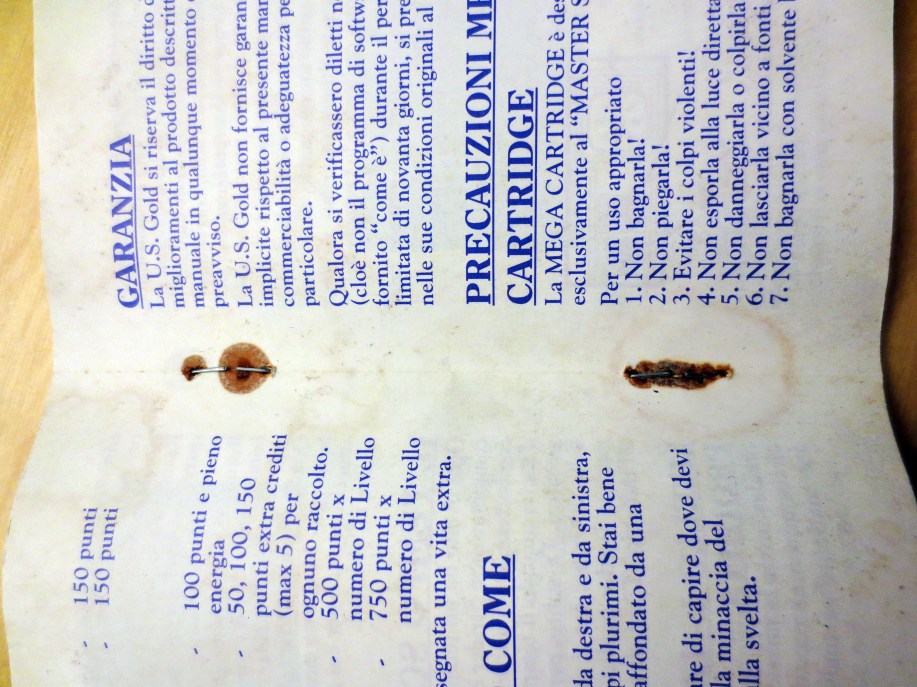 - 150 punti
- 150 punti
- 100 punti e pieno
energia
- 50, 100, 150
punti extra crediti
(max 5) per
ognuno raccolto.
- 500 punti x
numero di Livello
- 750 punti x
numero di Livello
segnata una vita extra.
COME
da destra e da sinistra,
pi plurimi. Stai bene
affondato da una
are di capire dove devi
la minaccia del
lla svelta.
GARANZIA
La U.S. Gold si riserva il diritto d
miglioramenti al prodotto descritt
manuale in qualunque momento
preavviso.
La U.S. Gold non fornisce garan
implicite rispetto al presente man
commerciabilità o adeguatezza pe
particolare.
Qualora si verificassero diletti n
(cloè non il programma di softw
fornito “come è”) durante il per
limitata di novanta giorni, si pre
nelle sue condizioni originali al
PRECAUZIONI ME
CARTRIDGE
La MEGA CARTRIDGE è des
esclusivamente al “MASTER S
Per un uso appropriato
1. Non bagnarla!
2. Non piegarla!
3. Evitare i colpi violenti!
4. Non esporla alla luce diretta
5. Non danneggiarla o colpirla
6. Non lasciarla vicino a fonti
7. Non bagnarla con solvente